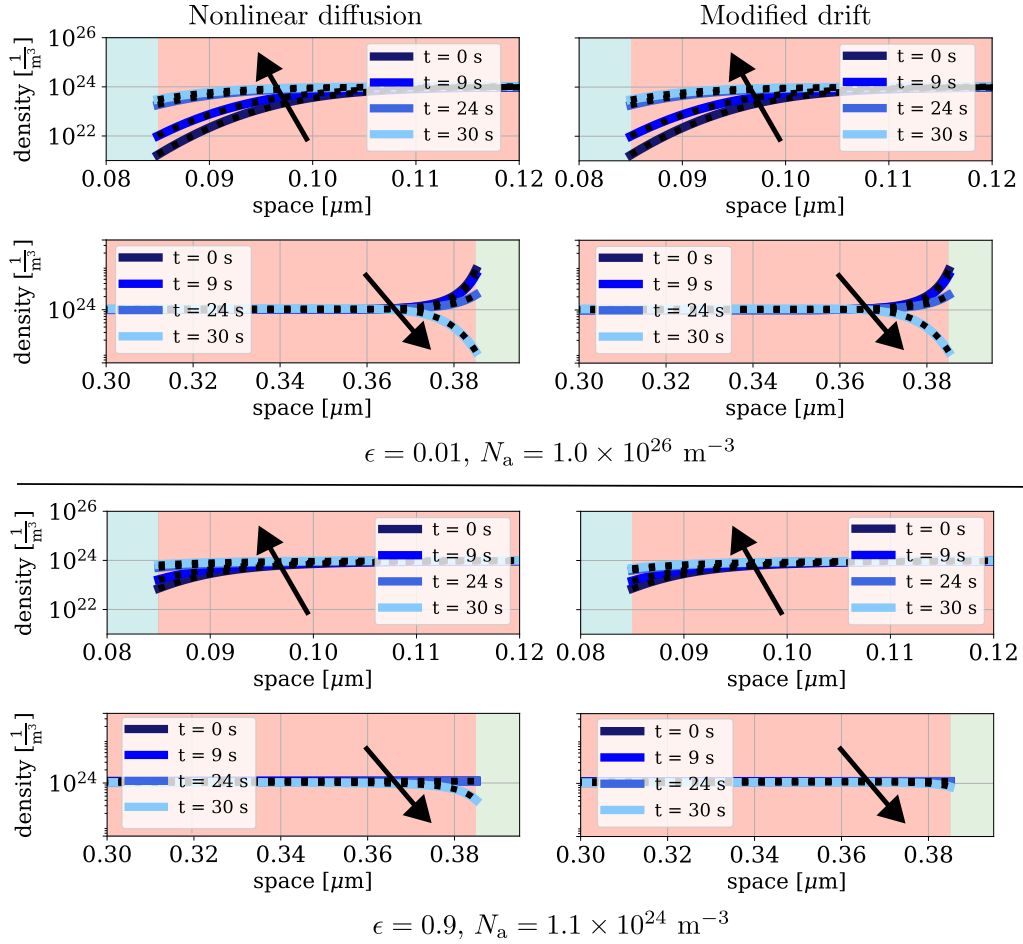 Nonlinear diffusion Modified drift
density [1/m³] 10²⁶ 10²⁴ 10²²
t = 0 s
t = 9 s
t = 24 s
t = 30 s
0.08 0.09 0.10 0.11 0.12
space [μm]
t = 0 s
t = 9 s
t = 24 s
t = 30 s
0.08 0.09 0.10 0.11 0.12
space [μm]
density [1/m³] 10²⁴
t = 0 s
t = 9 s
t = 24 s
t = 30 s
0.30 0.32 0.34 0.36 0.38
space [μm]
t = 0 s
t = 9 s
t = 24 s
t = 30 s
0.30 0.32 0.34 0.36 0.38
space [μm]
ϵ = 0.01, Nₐ = 1.0 × 10²⁶ m⁻³
density [1/m³] 10²⁶ 10²⁴ 10²²
t = 0 s
t = 9 s
t = 24 s
t = 30 s
0.08 0.09 0.10 0.11 0.12
space [μm]
t = 0 s
t = 9 s
t = 24 s
t = 30 s
0.08 0.09 0.10 0.11 0.12
space [μm]
density [1/m³] 10²⁴
t = 0 s
t = 9 s
t = 24 s
t = 30 s
0.30 0.32 0.34 0.36 0.38
space [μm]
t = 0 s
t = 9 s
t = 24 s
t = 30 s
0.30 0.32 0.34 0.36 0.38
space [μm]
ϵ = 0.9, Nₐ = 1.1 × 10²⁴ m⁻³